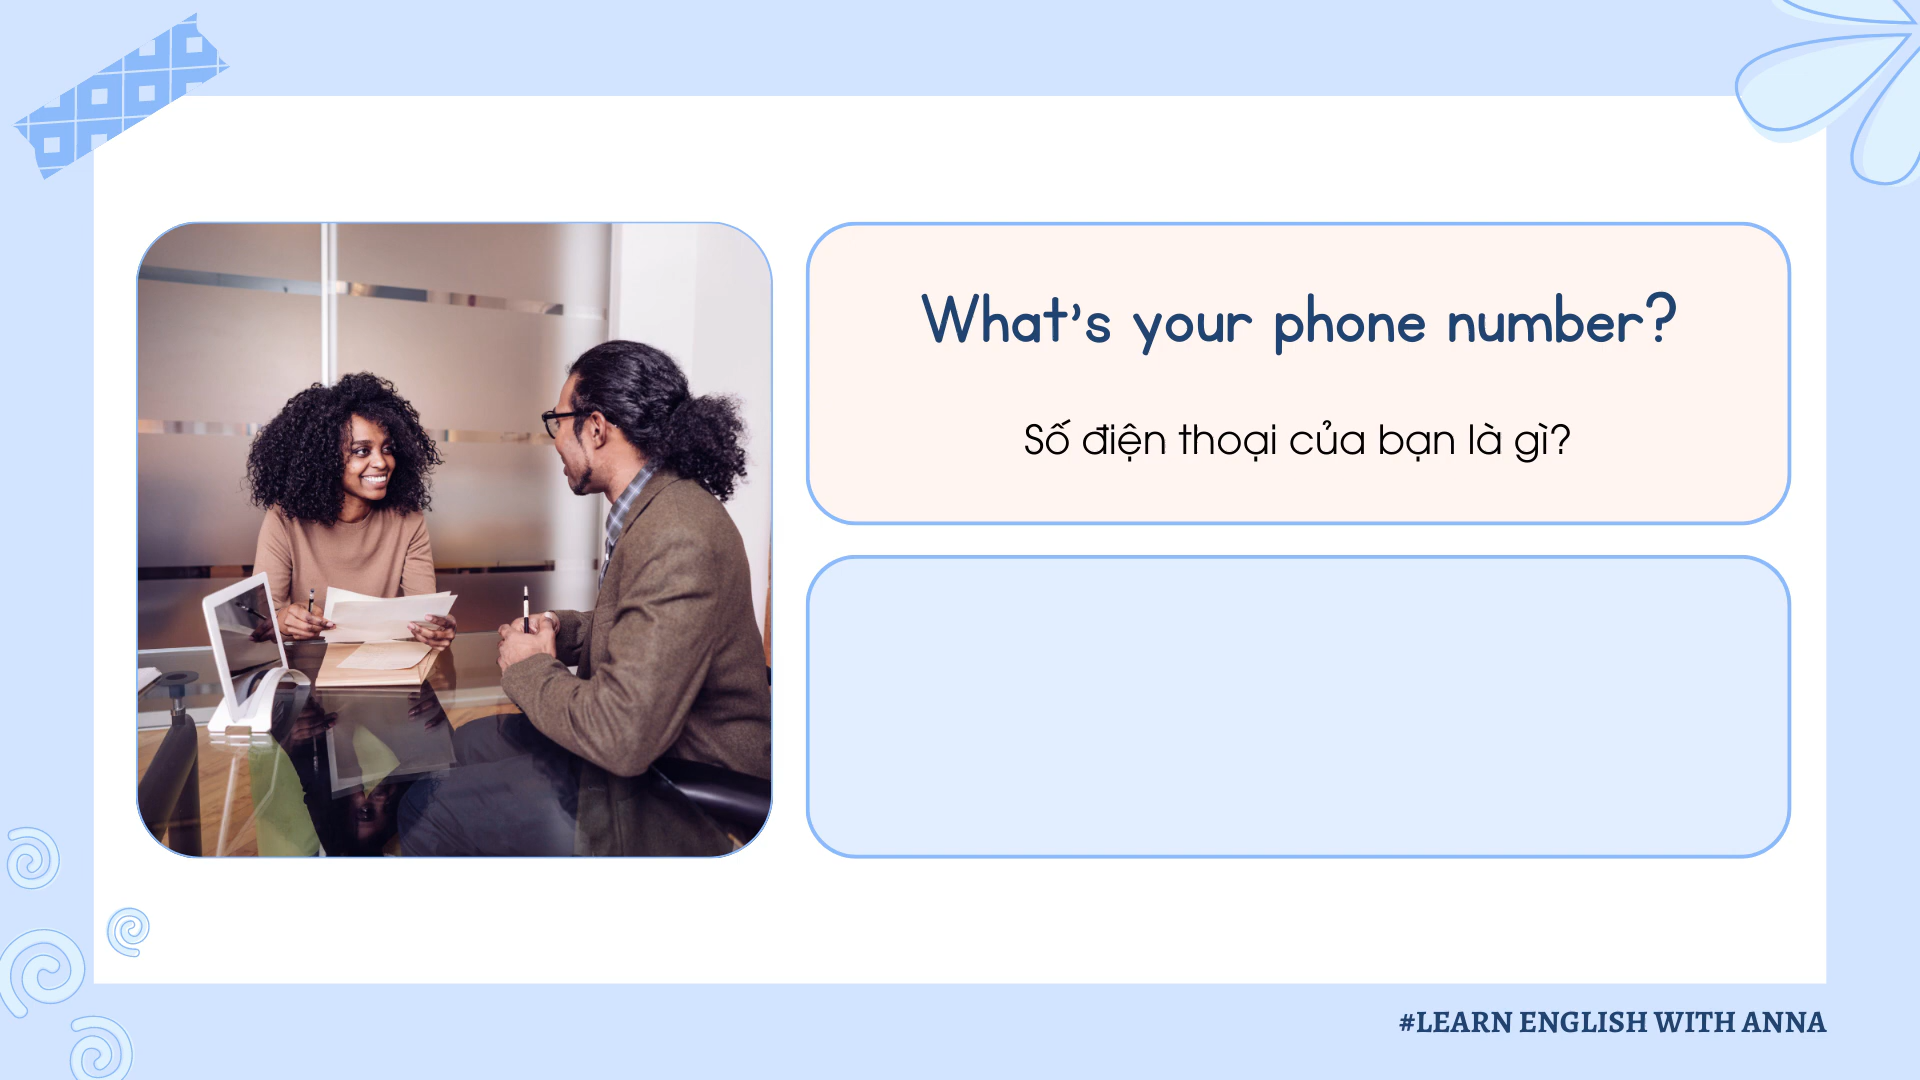 What's your phone number?
Số điện thoại của bạn là gì?
#LEARN ENGLISH WITH ANNA